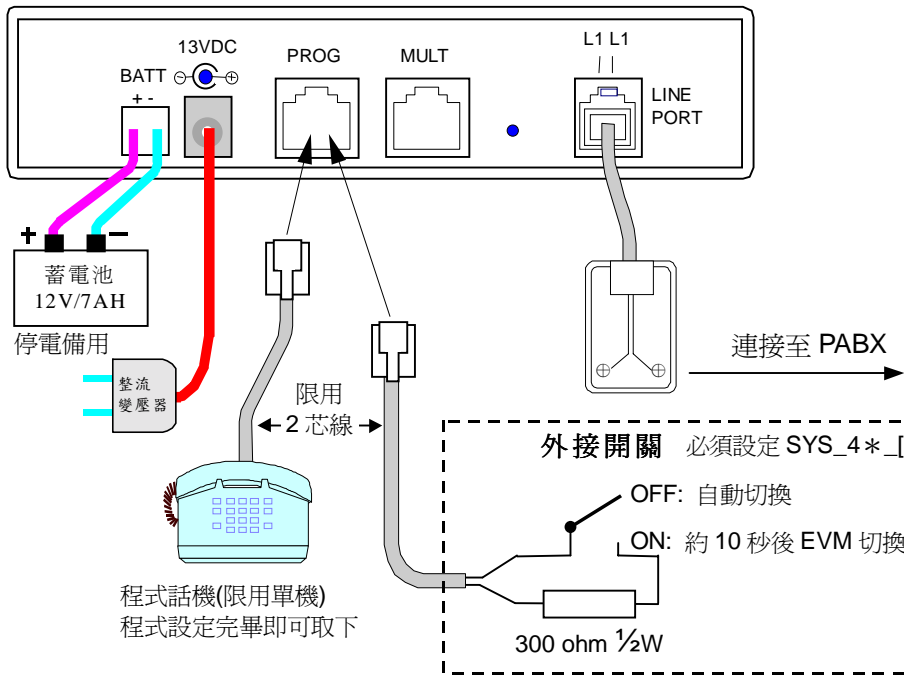 13VDC
BATT
⊖
⊕
+ -
PROG
MULT
L1 L1
LINE
PORT
+
−
蓄電池
12V/7AH
停電備用
整流
變壓器
限用
2 芯線
連接至 PABX
外接開關 必須設定 SYS_4＊_[
OFF: 自動切換
ON: 約 10 秒後 EVM 切換
300 ohm ½W
程式話機(限用單機)
程式設定完畢即可取下